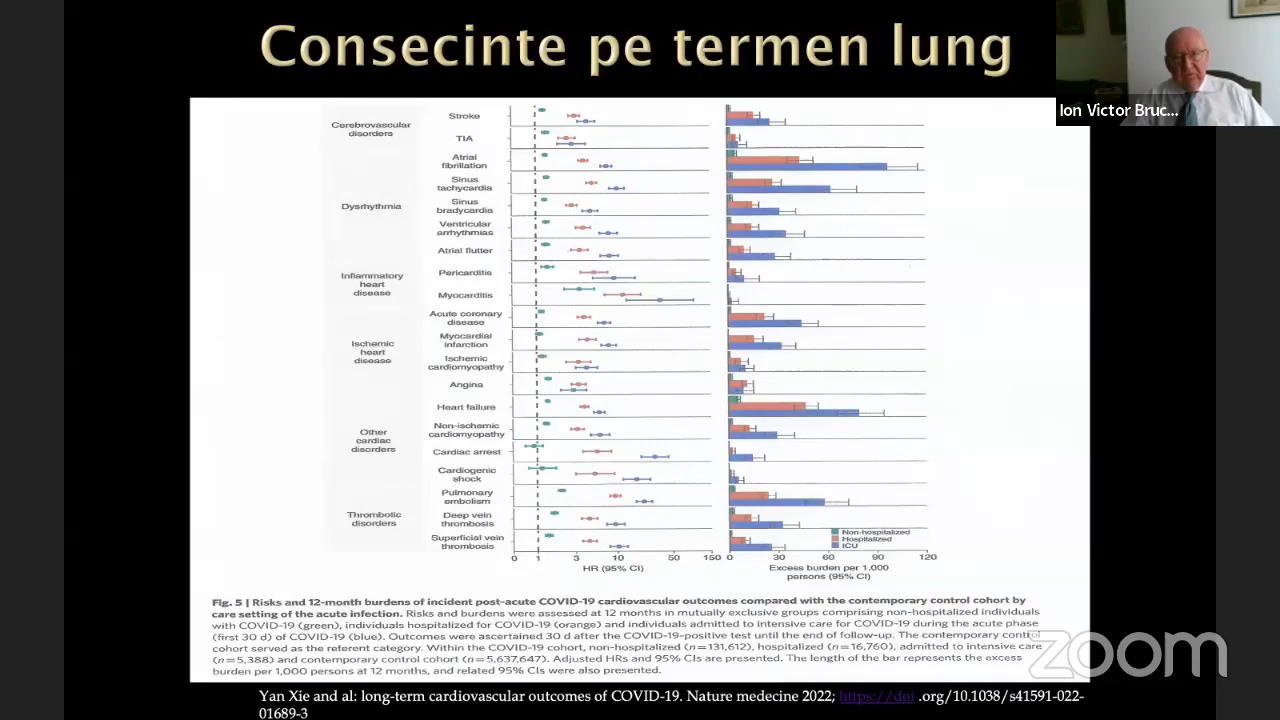 Consecinte pe termen lung
Ion Victor Bruc...
Cerebrovascular
disorders
Stroke
TIA
Dysrhythmia
Atrial
fibrillation
Sinus
tachycardia
Sinus
bradycardia
Ventricular
arrhythmias
Atrial flutter
Inflammatory
heart
disease
Pericarditis
Myocarditis
Ischemic
heart
disease
Acute coronary
disease
Myocardial
infarction
Ischemic
cardiomyopathy
Angina
Other
cardiac
disorders
Heart failure
Non-ischemic
cardiomyopathy
Cardiac arrest
Cardiogenic
shock
Thrombotic
disorders
Pulmonary
embolism
Deep vein
thrombosis
Superficial vein
thrombosis
0 1 3 10 50 150
HR (95% CI)
Non-hospitalized
Hospitalized
ICU
0 30 60 90 120
Excess burden per 1,000
persons (95% CI)
Fig. 5 | Risks and 12-month burdens of incident post-acute COVID-19 cardiovascular outcomes compared with the contemporary control cohort by
care setting of the acute infection. Risks and burdens were assessed at 12 months in mutually exclusive groups comprising non-hospitalized individuals
with COVID-19 (green), individuals hospitalized for COVID-19 (orange) and individuals admitted to intensive care for COVID-19 during the acute phase
(first 30 d) of COVID-19 (blue). Outcomes were ascertained 30 d after the COVID-19-positive test until the end of follow-up. The contemporary control
cohort served as the referent category. Within the COVID-19 cohort, non-hospitalized (n=131,612), hospitalized (n=16,760), admitted to intensive care
(n=5,388) and contemporary control cohort (n=5,637,647). Adjusted HRs and 95% CIs are presented. The length of the bar represents the excess
burden per 1,000 persons at 12 months, and related 95% CIs were also presented.
zoom
Yan Xie and al: long-term cardiovascular outcomes of COVID-19. Nature medecine 2022; https://doi .org/10.1038/s41591-022-
01689-3